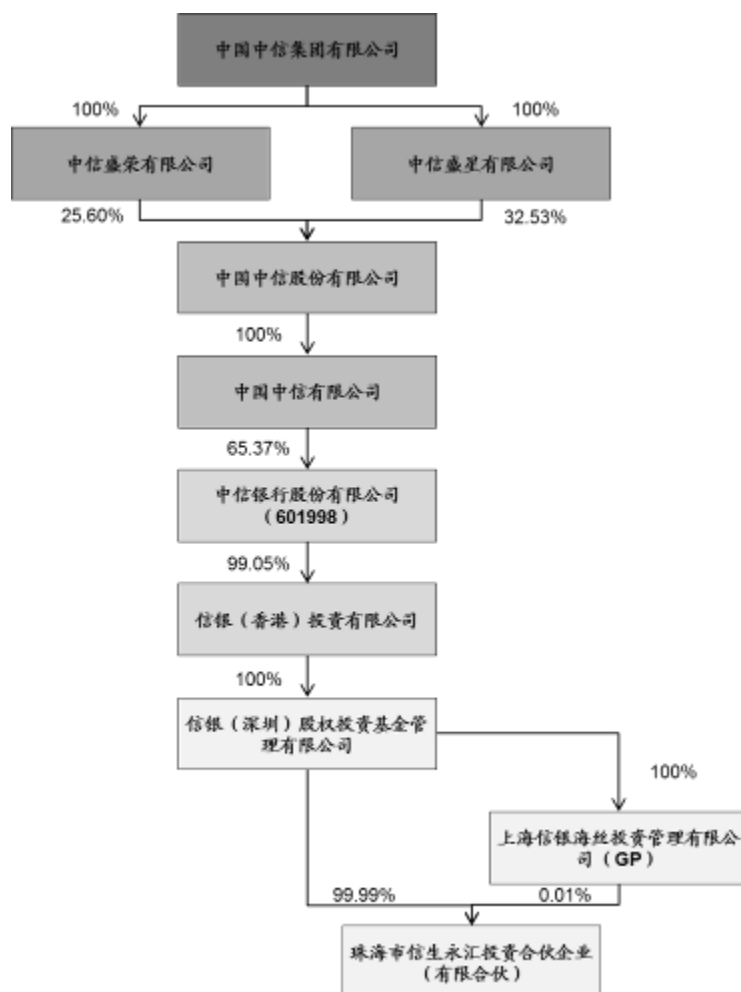 中国中信集团有限公司
100%
100%
中信盛荣有限公司
中信盛星有限公司
25.60%
32.53%
中国中信股份有限公司
100%
中国中信有限公司
65.37%
中信银行股份有限公司
（601998）
99.05%
信银（香港）投资有限公司
100%
信银（深圳）股权投资基金管
理有限公司
100%
上海信银海丝投资管理有限公
司（GP）
99.99%
0.01%
珠海市信生永汇投资合伙企业
（有限合伙）